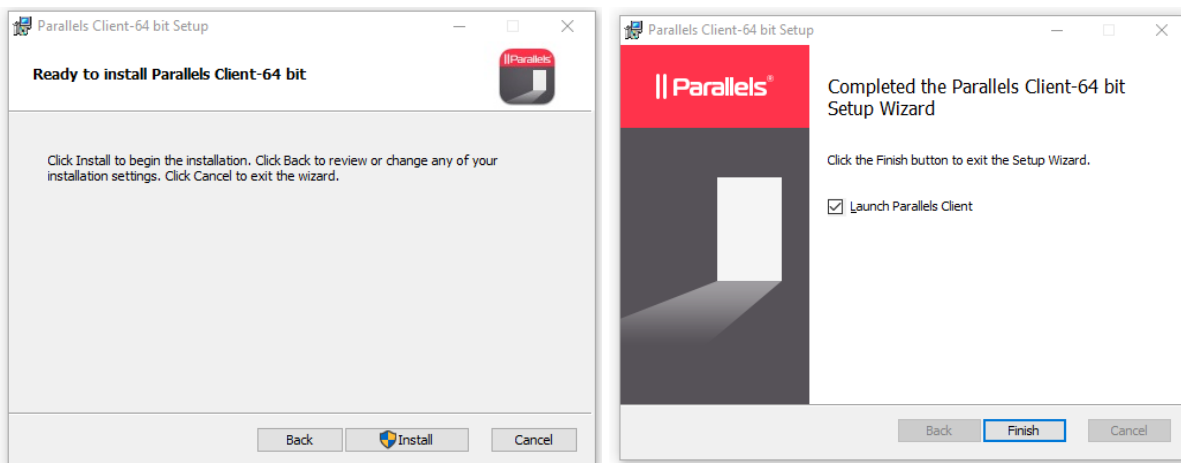 Parallels Client-64 bit Setup
Ready to install Parallels Client-64 bit
||Parallels
Click Install to begin the installation. Click Back to review or change any of your
installation settings. Click Cancel to exit the wizard.
Back
Install
Cancel
Parallels Client-64 bit Setup
|| Parallels®
Completed the Parallels Client-64 bit
Setup Wizard
Click the Finish button to exit the Setup Wizard.
Launch Parallels Client
Back
Finish
Cancel